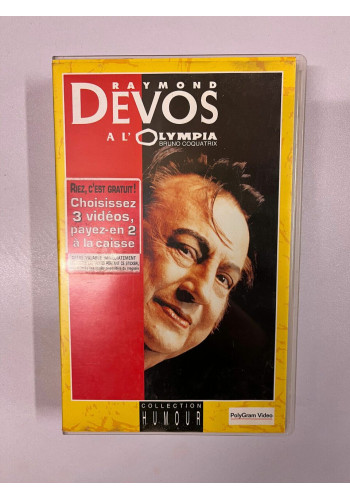 RAYMOND
DEVOS
A L'OLYMPIA
BRUNO COQUATRIX
RIEZ, C'EST GRATUIT!
Choisissez
3 vidéos,
payez-en 2
à la caisse
COLLECTION
HUMOUR
PolyGram Video